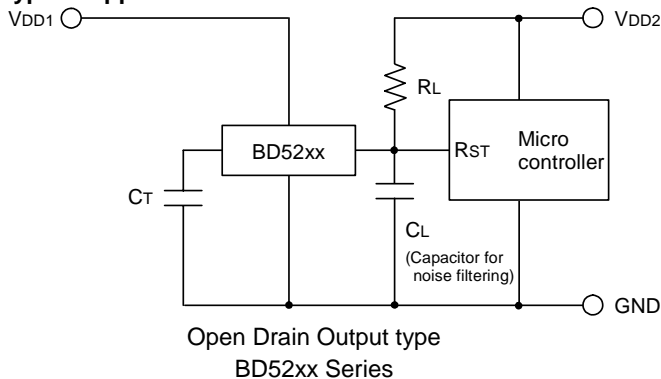 VDD1
VDD2
RL
BD52xx
RST
Micro
controller
CT
CL
(Capacitor for
noise filtering)
GND
Open Drain Output type
BD52xx Series